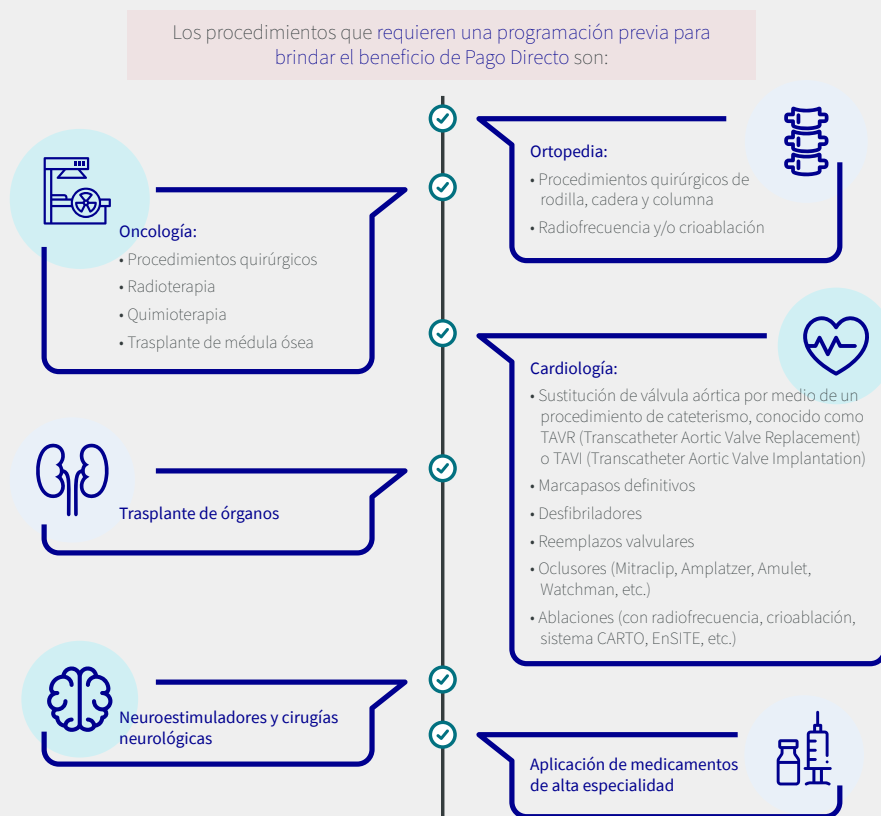 Los procedimientos que requieren una programación previa para
brindar el beneficio de Pago Directo son:
Ortopedia:
• Procedimientos quirúrgicos de
rodilla, cadera y columna
• Radiofrecuencia y/o crioablación
Oncología:
• Procedimientos quirúrgicos
• Radioterapia
• Quimioterapia
• Trasplante de médula ósea
Cardiología:
• Sustitución de válvula aórtica por medio de un
procedimiento de cateterismo, conocido como
TAVR (Transcatheter Aortic Valve Replacement)
o TAVI (Transcatheter Aortic Valve Implantation)
• Marcapasos definitivos
• Desfibriladores
• Reemplazos valvulares
• Oclusores (Mitraclip, Amplatzer, Amulet,
Watchman, etc.)
• Ablaciones (con radiofrecuencia, crioablación,
sistema CARTO, EnSITE, etc.)
Trasplante de órganos
Neuroestimuladores y cirugías
neurológicas
Aplicación de medicamentos
de alta especialidad